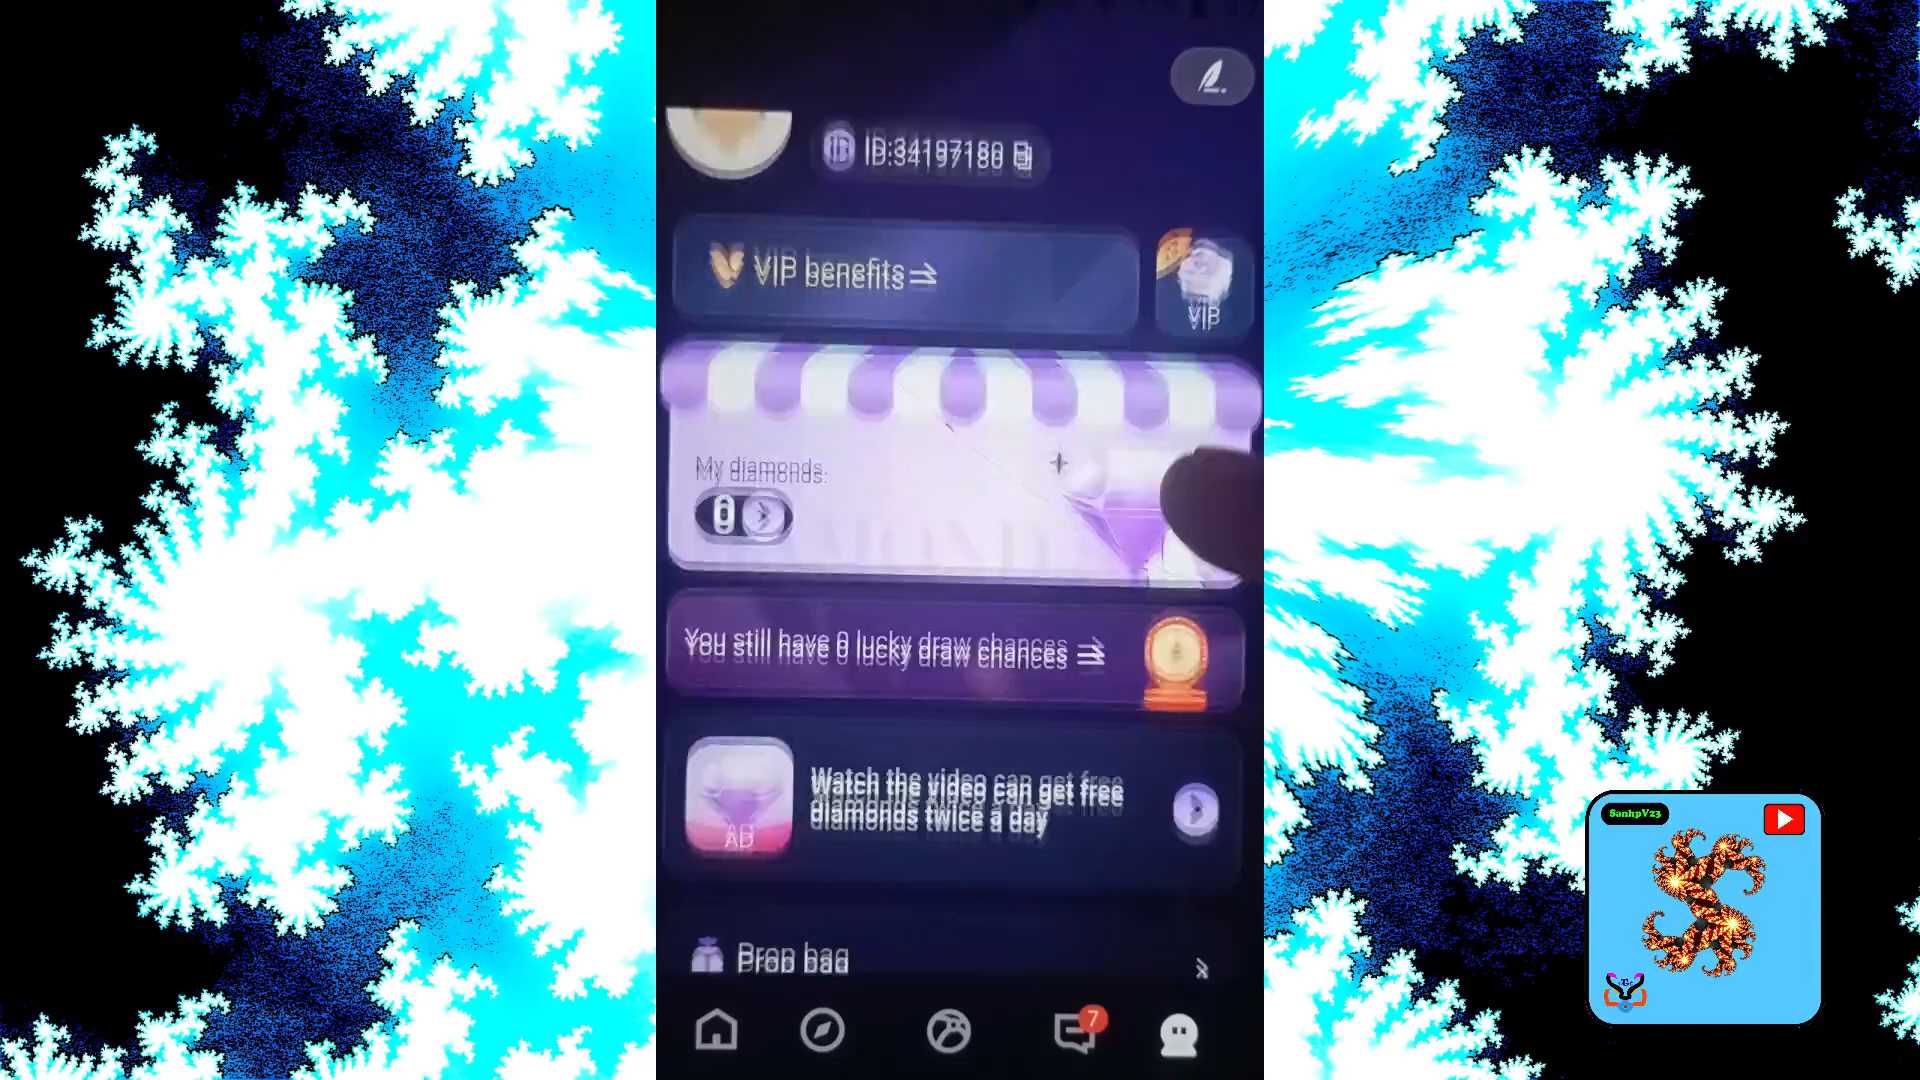 ID:34197180
VIP benefits
VIP
My diamonds:
0
You still have 0 lucky draw chances
Watch the video can get free
diamonds twice a day
AD
Prop bag
7
SanhpV23